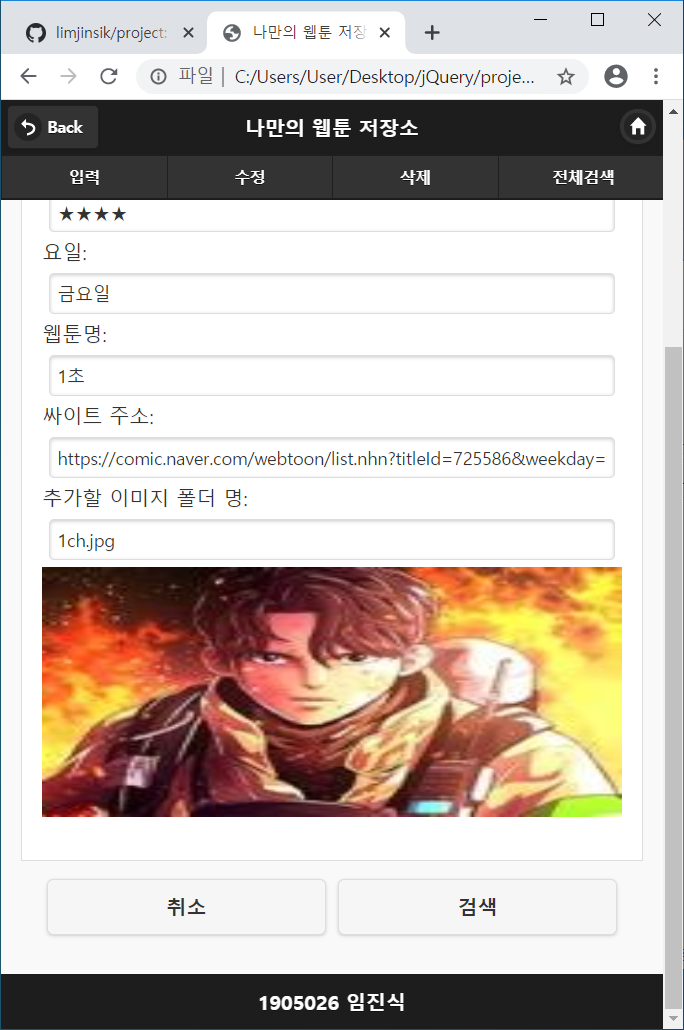 limjinsik/project
나만의 웹툰 저장
파일 | C:/Users/User/Desktop/jQuery/proje...
Back
나만의 웹툰 저장소
입력 수정 삭제 전체검색
★★★★
요일:
금요일
웹툰명:
1초
싸이트 주소:
https://comic.naver.com/webtoon/list.nhn?titleId=725586&weekday=
추가할 이미지 폴더 명:
1ch.jpg
취소 검색
1905026 임진식